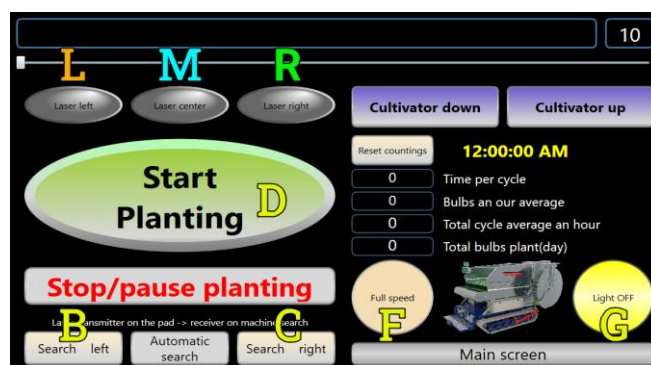 10
L M R
Laser left Laser center Laser right
Cultivator down Cultivator up
Start
Planting D
Reset countings 12:00:00 AM
0 Time per cycle
0 Bulbs an our average
0 Total cycle average an hour
0 Total bulbs plant(day)
Stop/pause planting
Full speed F
Light OFF G
transmitter on the pad -> receiver on machine search
B C
Search left
Automatic
search
Search right
Main screen